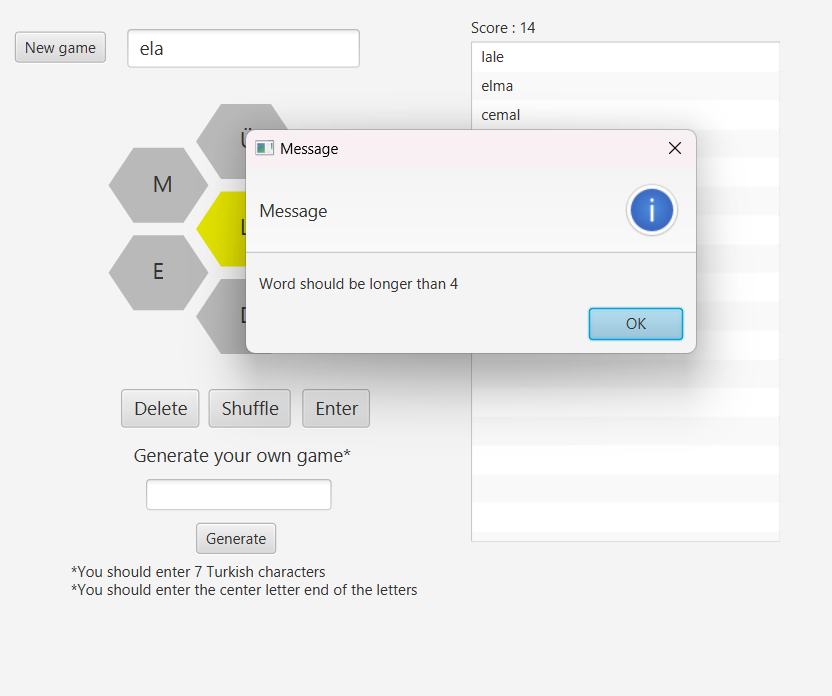 Score : 14
New game
ela
lale
elma
cemal
Message
Message
Word should be longer than 4
OK
M
E
Delete
Shuffle
Enter
Generate your own game*
Generate
*You should enter 7 Turkish characters
*You should enter the center letter end of the letters